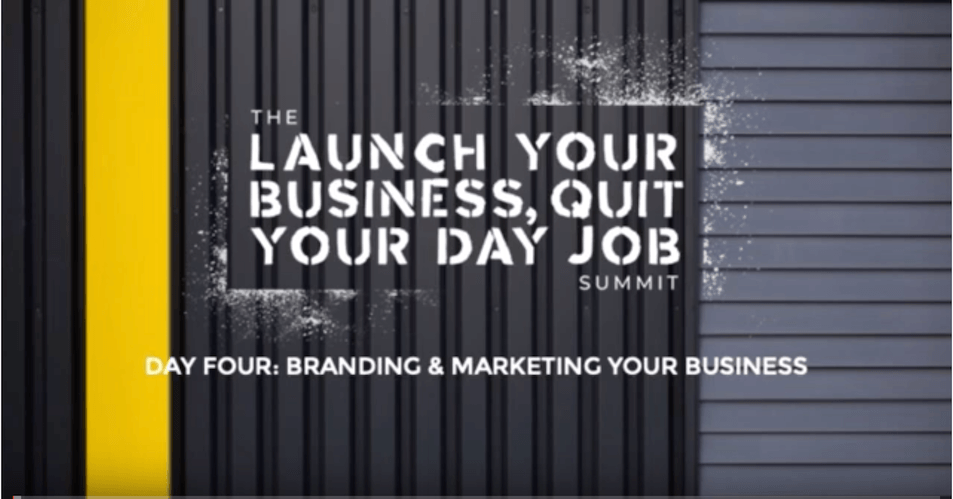 THE
LAUNCH YOUR
BUSINESS, QUIT
YOUR DAY JOB
SUMMIT
DAY FOUR: BRANDING & MARKETING YOUR BUSINESS